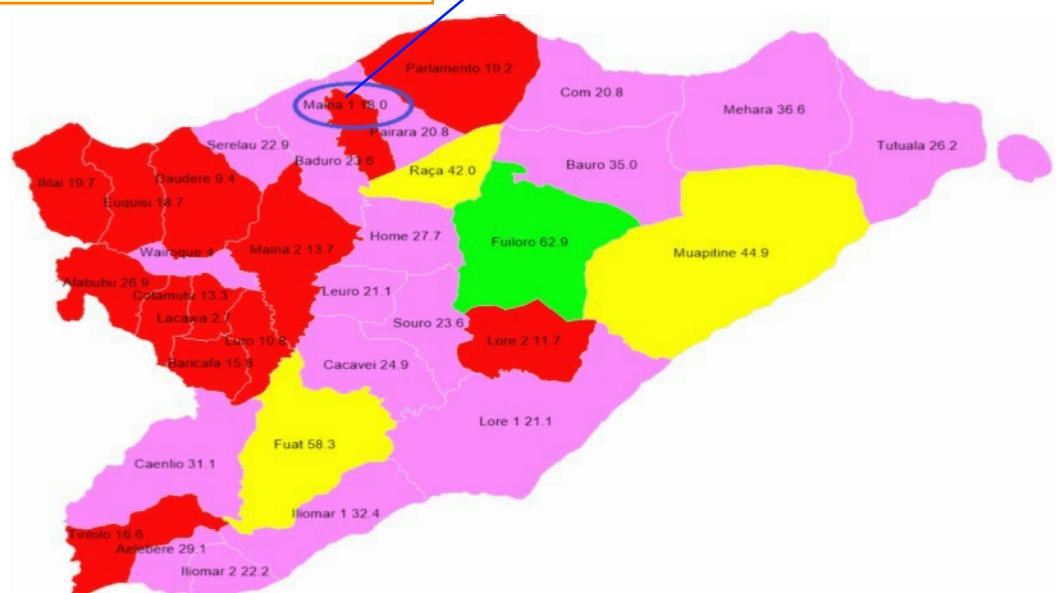 Parlamento 19.2
Com 20.8
Mehara 36.6
Maina 1 18.0
Pairara 20.8
Tutuala 26.2
Serelau 22.9
Baduro 23.6
Raça 42.0
Bauro 35.0
Ililai 19.7
Daudere 9.4
Euquisi 18.7
Home 27.7
Fuiloro 62.9
Muapitine 44.9
Wairoque 4
Maina 2 13.7
Afabubu 26.9
Cotamutu 13.3
Leuro 21.1
Lacawa 2.7
Souro 23.6
Luro 10.8
Lore 2 11.7
Baricafa 15.8
Cacavei 24.9
Lore 1 21.1
Fuat 58.3
Caenlio 31.1
Iliomar 1 32.4
Tirilolo 16.6
Aelebere 29.1
Iliomar 2 22.2